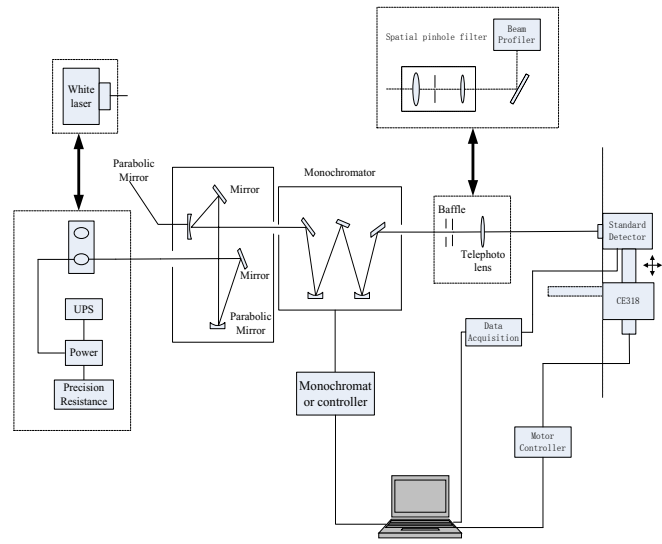 Spatial pinhole filter
Beam
Profiler
White
laser
Parabolic
Mirror
Mirror
Monochromator
Baffle
Telephoto
lens
Standard
Detector
Mirror
Parabolic
Mirror
CE318
UPS
Power
Precision
Resistance
Data
Acquisition
Monochromat
or controller
Motor
Controller